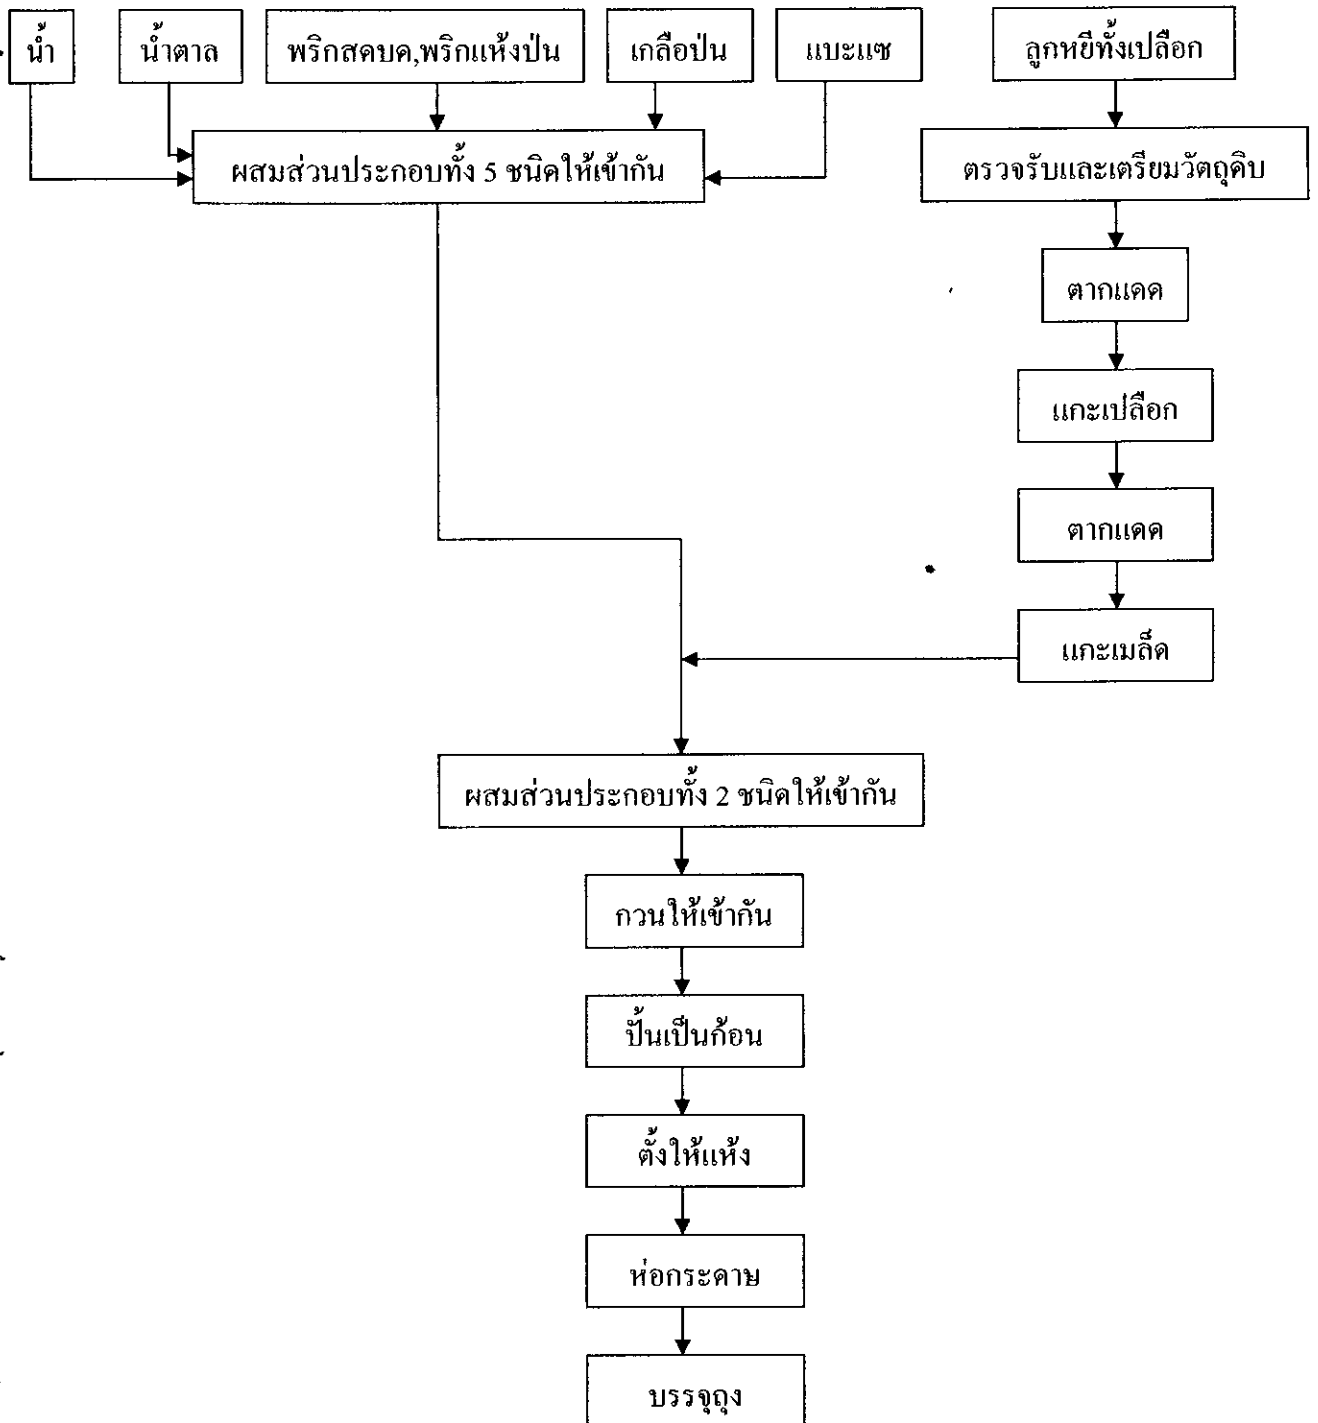 น้ำ
น้ำตาล
พริกสดบด,พริกแห้งป่น
เกลือป่น
แบะแซ
ลูกหยีทั้งเปลือก
ผสมส่วนประกอบทั้ง 5 ชนิดให้เข้ากัน
ตรวจรับและเตรียมวัตถุดิบ
ตากแดด
แกะเปลือก
ตากแดด
แกะเมล็ด
ผสมส่วนประกอบทั้ง 2 ชนิดให้เข้ากัน
กวนให้เข้ากัน
ปั้นเป็นก้อน
ตั้งให้แห้ง
ห่อกระดาษ
บรรจุถุง